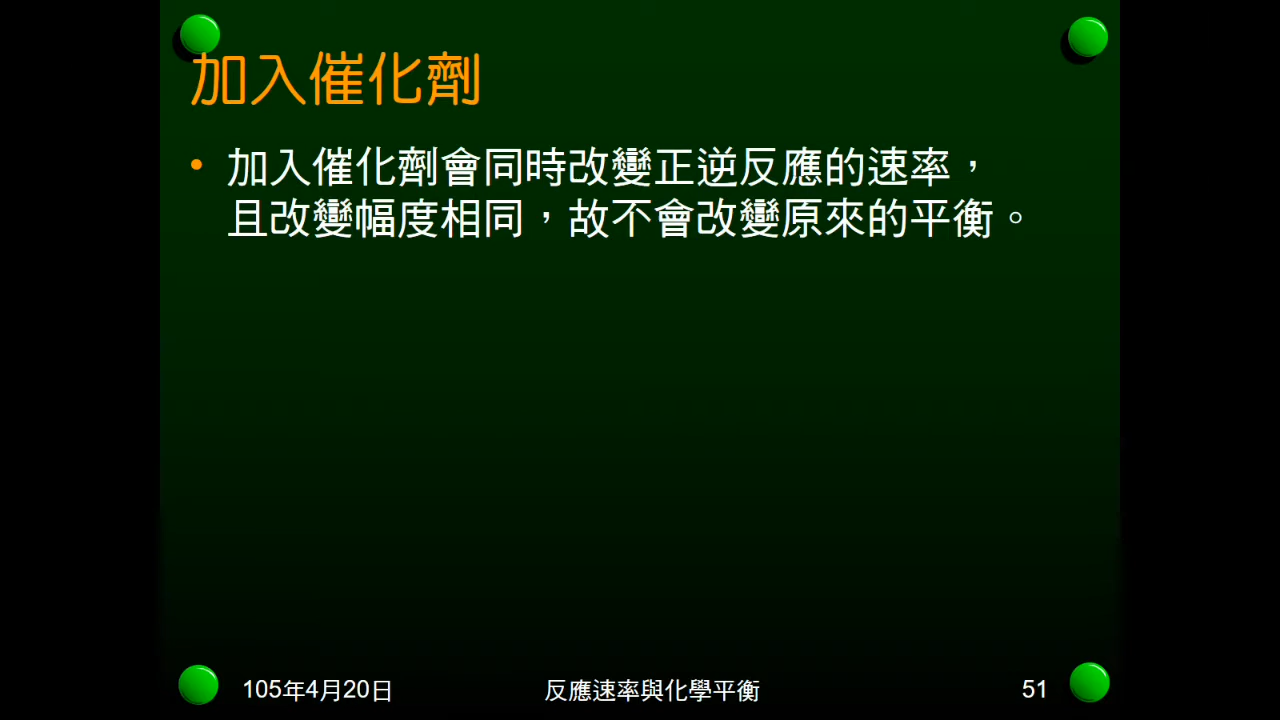 加入催化劑
• 加入催化劑會同時改變正逆反應的速率，
且改變幅度相同，故不會改變原來的平衡。
105年4月20日 反應速率與化學平衡 51